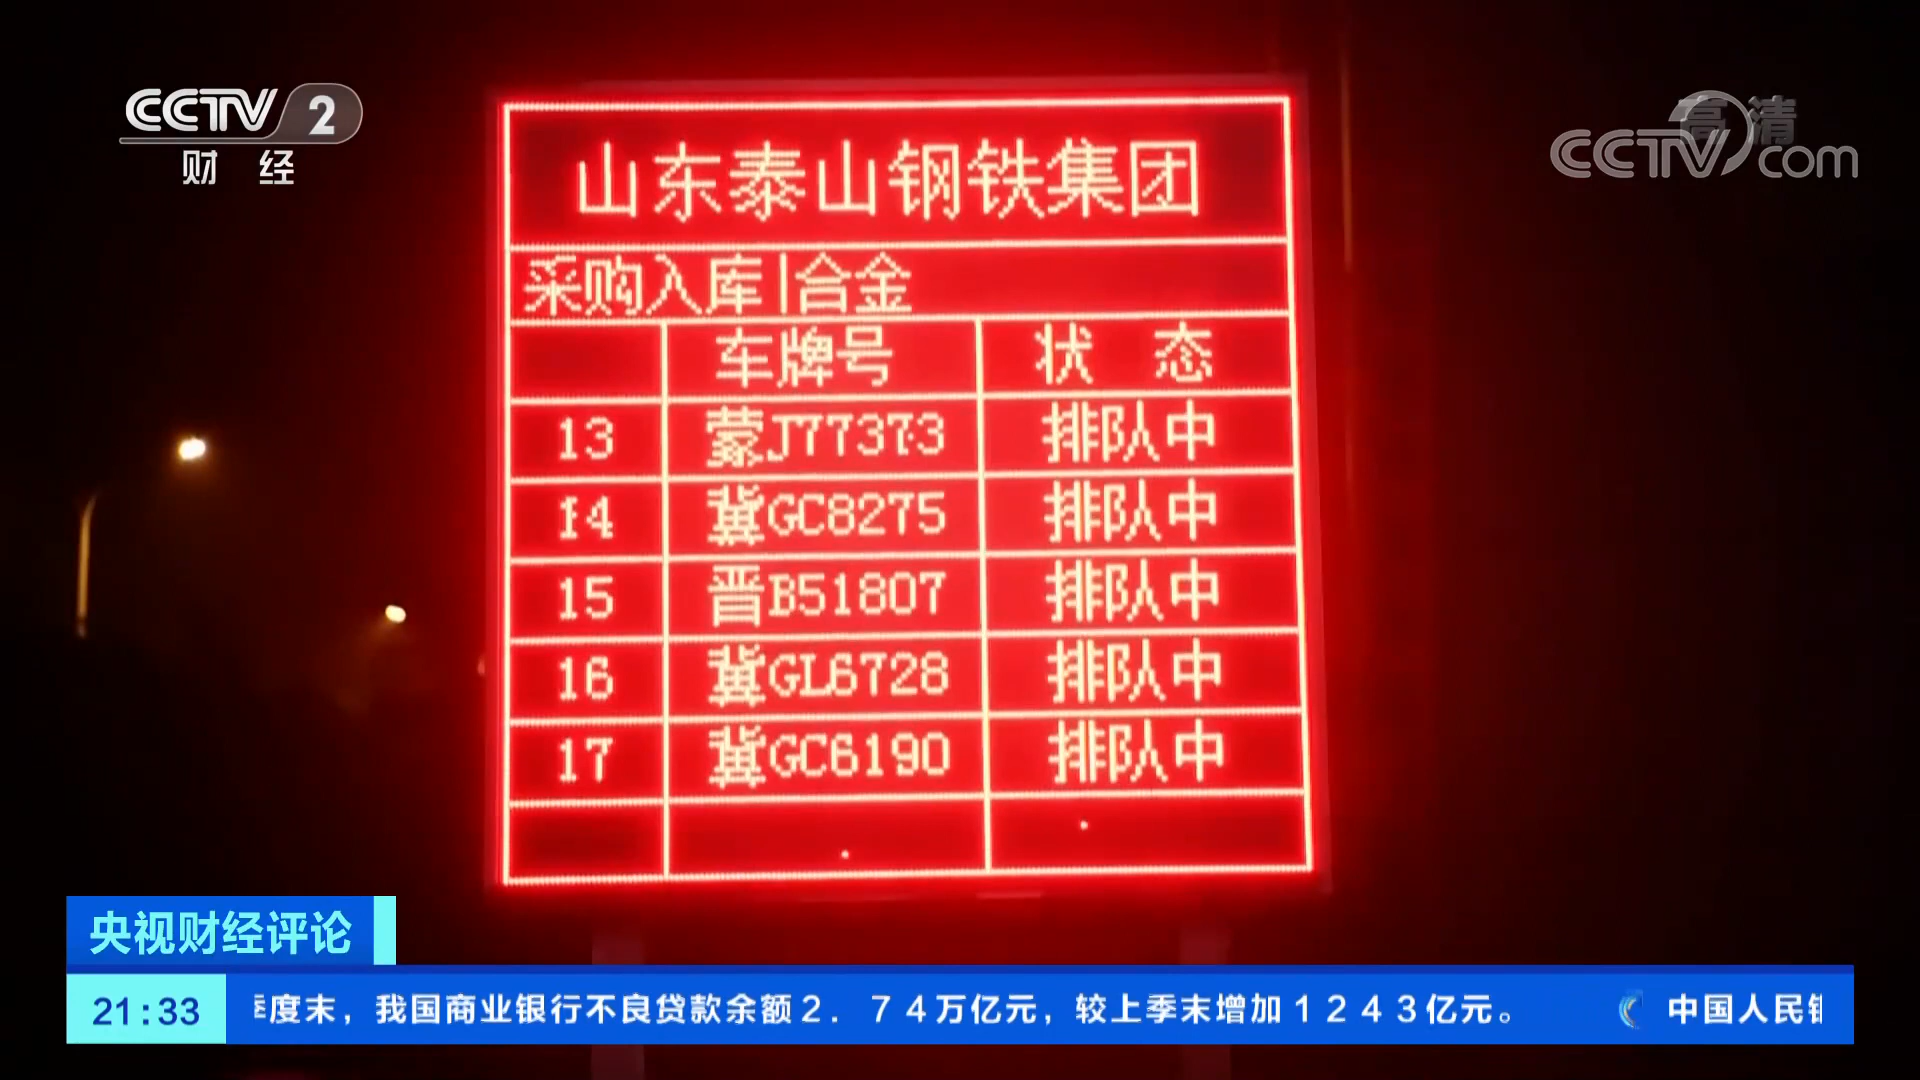 CCTV 2
财 经
高清
CCTV.com
山东泰山钢铁集团
采购入库|合金
车牌号 状 态
13 蒙J77373 排队中
14 冀GC8275 排队中
15 晋B51807 排队中
16 冀GL6728 排队中
17 冀GC6190 排队中
央视财经评论
21:33 度末，我国商业银行不良贷款余额2.74万亿元，较上季末增加1243亿元。 中国人民